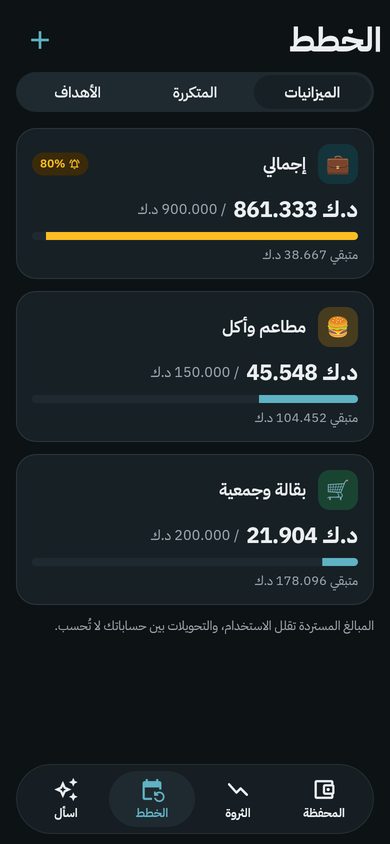 الخطط
الميزانيات
المتكررة
الأهداف
إجمالي
80%
861.333 د.ك / 900.000 د.ك
متبقي 38.667 د.ك
مطاعم وأكل
45.548 د.ك / 150.000 د.ك
متبقي 104.452 د.ك
بقالة وجمعية
21.904 د.ك / 200.000 د.ك
متبقي 178.096 د.ك
المبالغ المستردة تقلل الاستخدام، والتحويلات بين حساباتك لا تُحسب.
المحفظة
الثروة
الخطط
اسأل